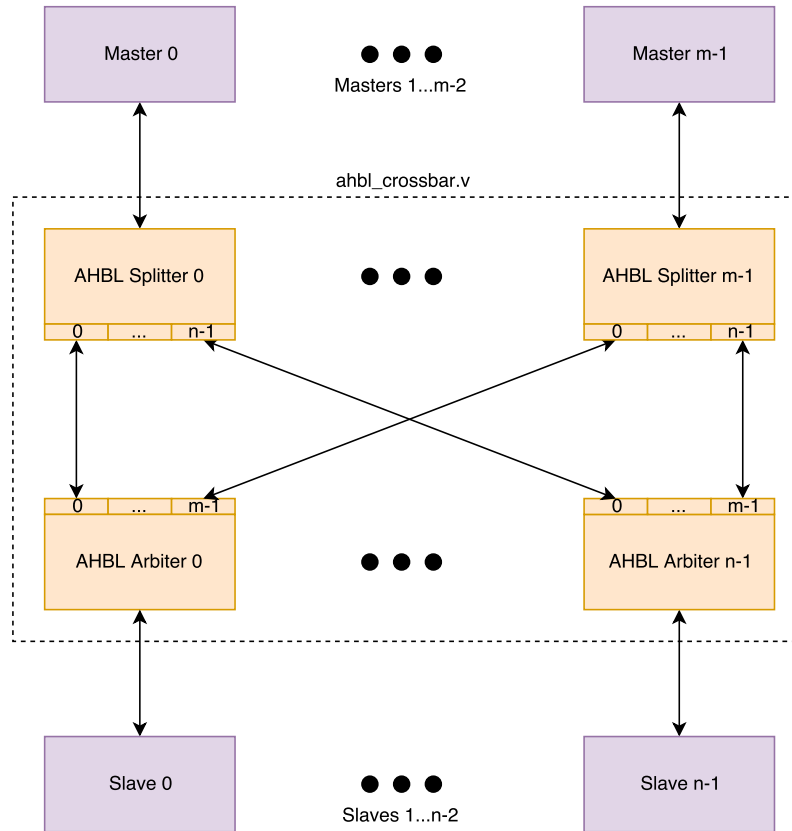 Master 0
Master m-1
Masters 1...m-2
ahbl_crossbar.v
AHBL Splitter 0
AHBL Splitter m-1
0 ... n-1
0 ... n-1
0 ... m-1
0 ... m-1
AHBL Arbiter 0
AHBL Arbiter n-1
Slave 0
Slave n-1
Slaves 1...n-2